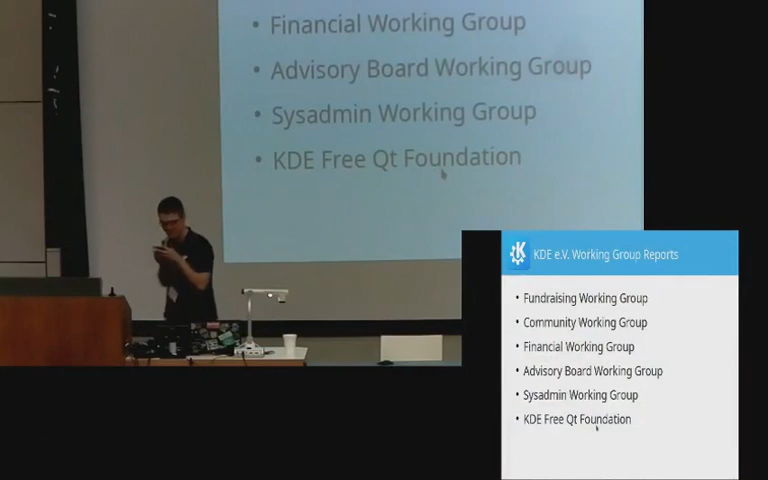 • Financial Working Group
• Advisory Board Working Group
• Sysadmin Working Group
• KDE Free Qt Foundation
KDE e.V. Working Group Reports
• Fundraising Working Group
• Community Working Group
• Financial Working Group
• Advisory Board Working Group
• Sysadmin Working Group
• KDE Free Qt Foundation